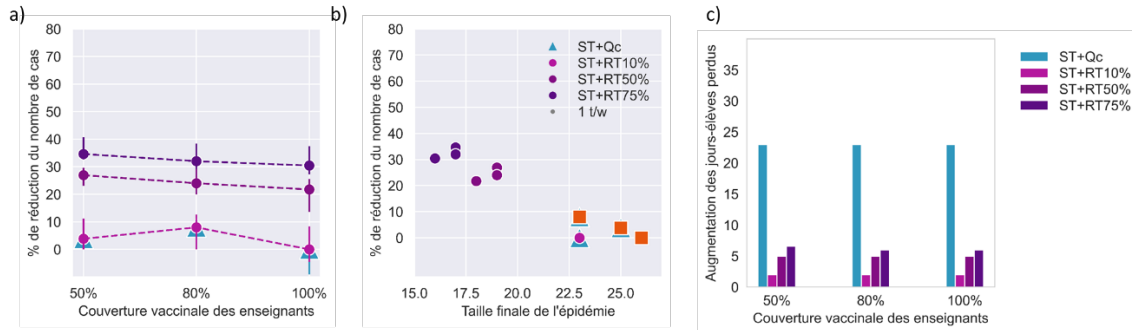 a)
% de réduction du nombre de cas
80
70
60
50
40
30
20
10
0
50%
80%
100%
Couverture vaccinale des enseignants
b)
% de réduction du nombre de cas
80
70
60
50
40
30
20
10
0
ST+Qc
ST+RT10%
ST+RT50%
ST+RT75%
1 t/w
15.0
17.5
20.0
22.5
25.0
Taille finale de l'épidémie
c)
Augmentation des jours-élèves perdus
35
30
25
20
15
10
5
0
50%
80%
100%
Couverture vaccinale des enseignants
ST+Qc
ST+RT10%
ST+RT50%
ST+RT75%